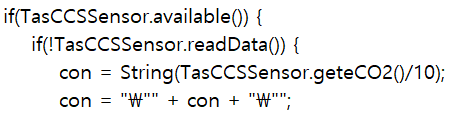 if(TasCCSSensor.available()) {
if(!TasCCSSensor.readData()) {
con = String(TasCCSSensor.geteCO2()/10);
con = "₩"" + con + "₩"";